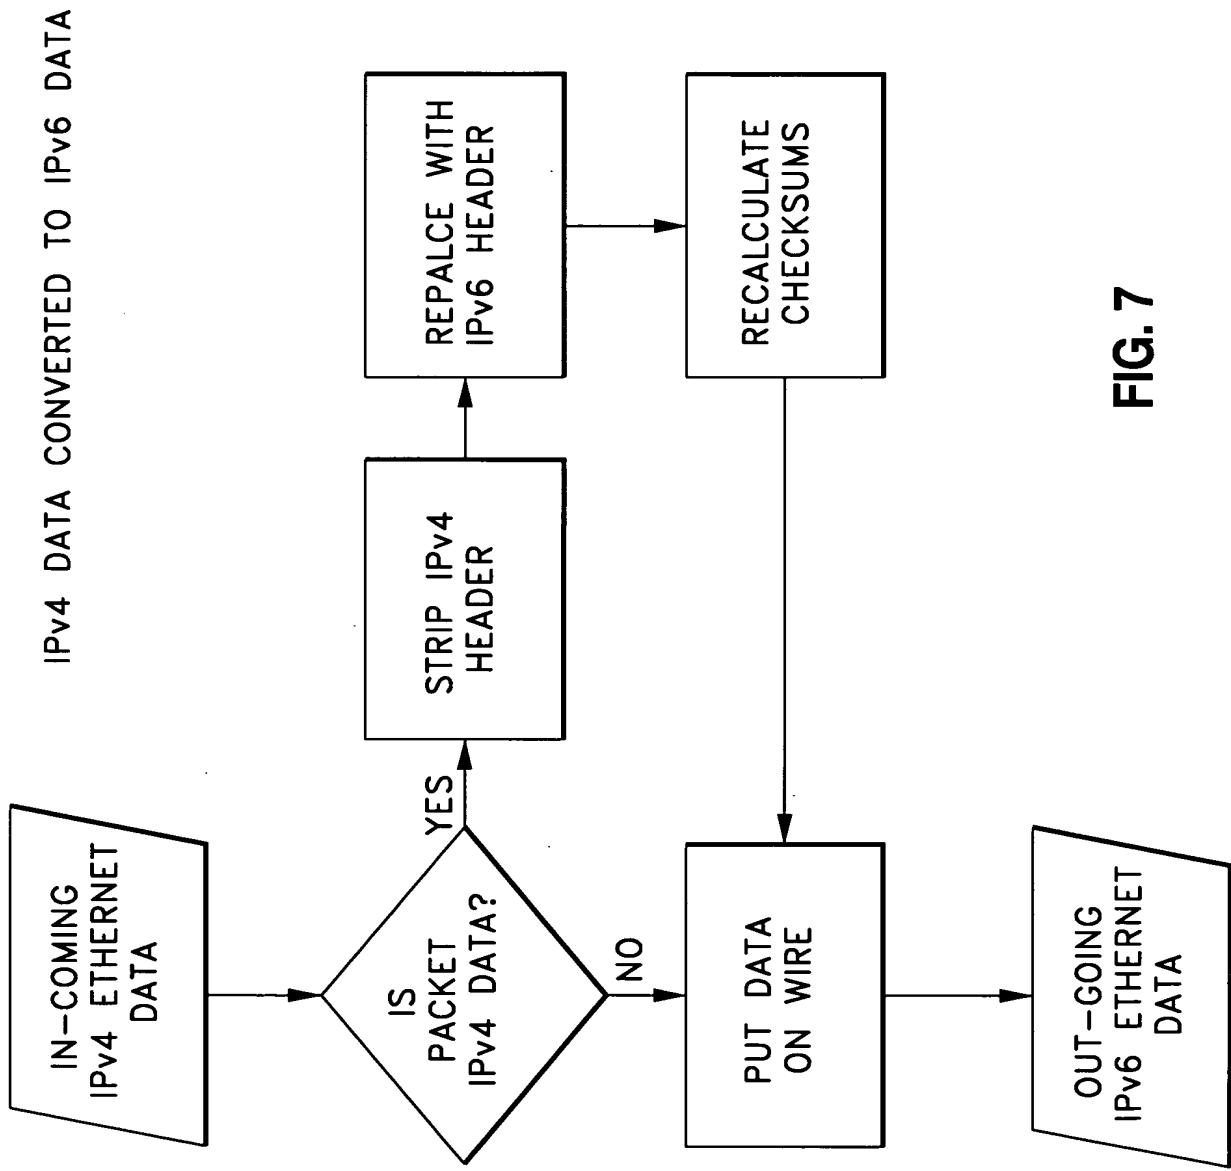 IPv4 DATA CONVERTED TO IPv6 DATA
IN-COMING
IPv4 ETHERNET
DATA
IS
PACKET
IPv4 DATA?
YES
STRIP IPv4
HEADER
REPALCE WITH
IPv6 HEADER
RECALCULATE
CHECKSUMS
NO
PUT DATA
ON WIRE
OUT-GOING
IPv6 ETHERNET
DATA
FIG. 7